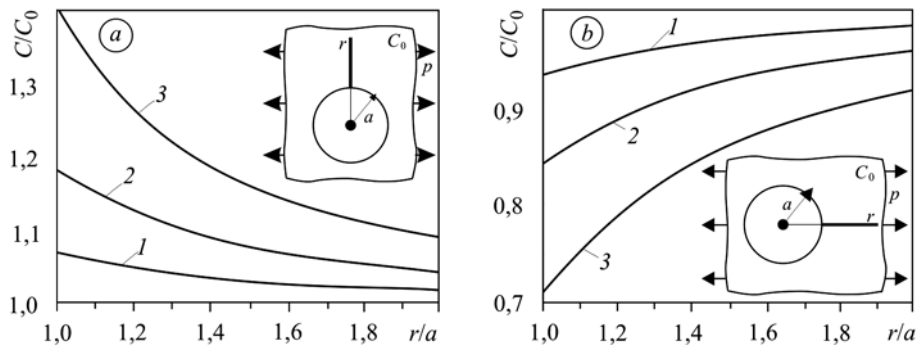 C/C₀
a
1,3
1,2
1,1
1,0
1,0 1,2 1,4 1,6 1,8 r/a
3
2
1
r
C₀
p
a
C/C₀
b
0,9
0,8
0,7
1,0 1,2 1,4 1,6 1,8 r/a
1
2
3
C₀
a
r
p